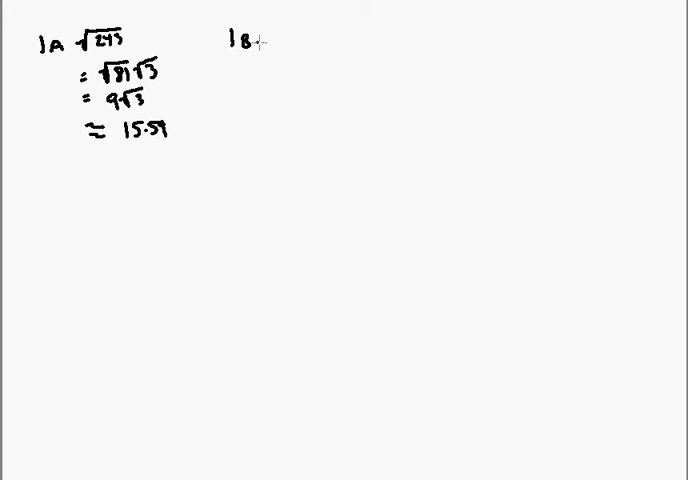 1A √243
= √81√3
= 9√3
≈ 15.59
1B